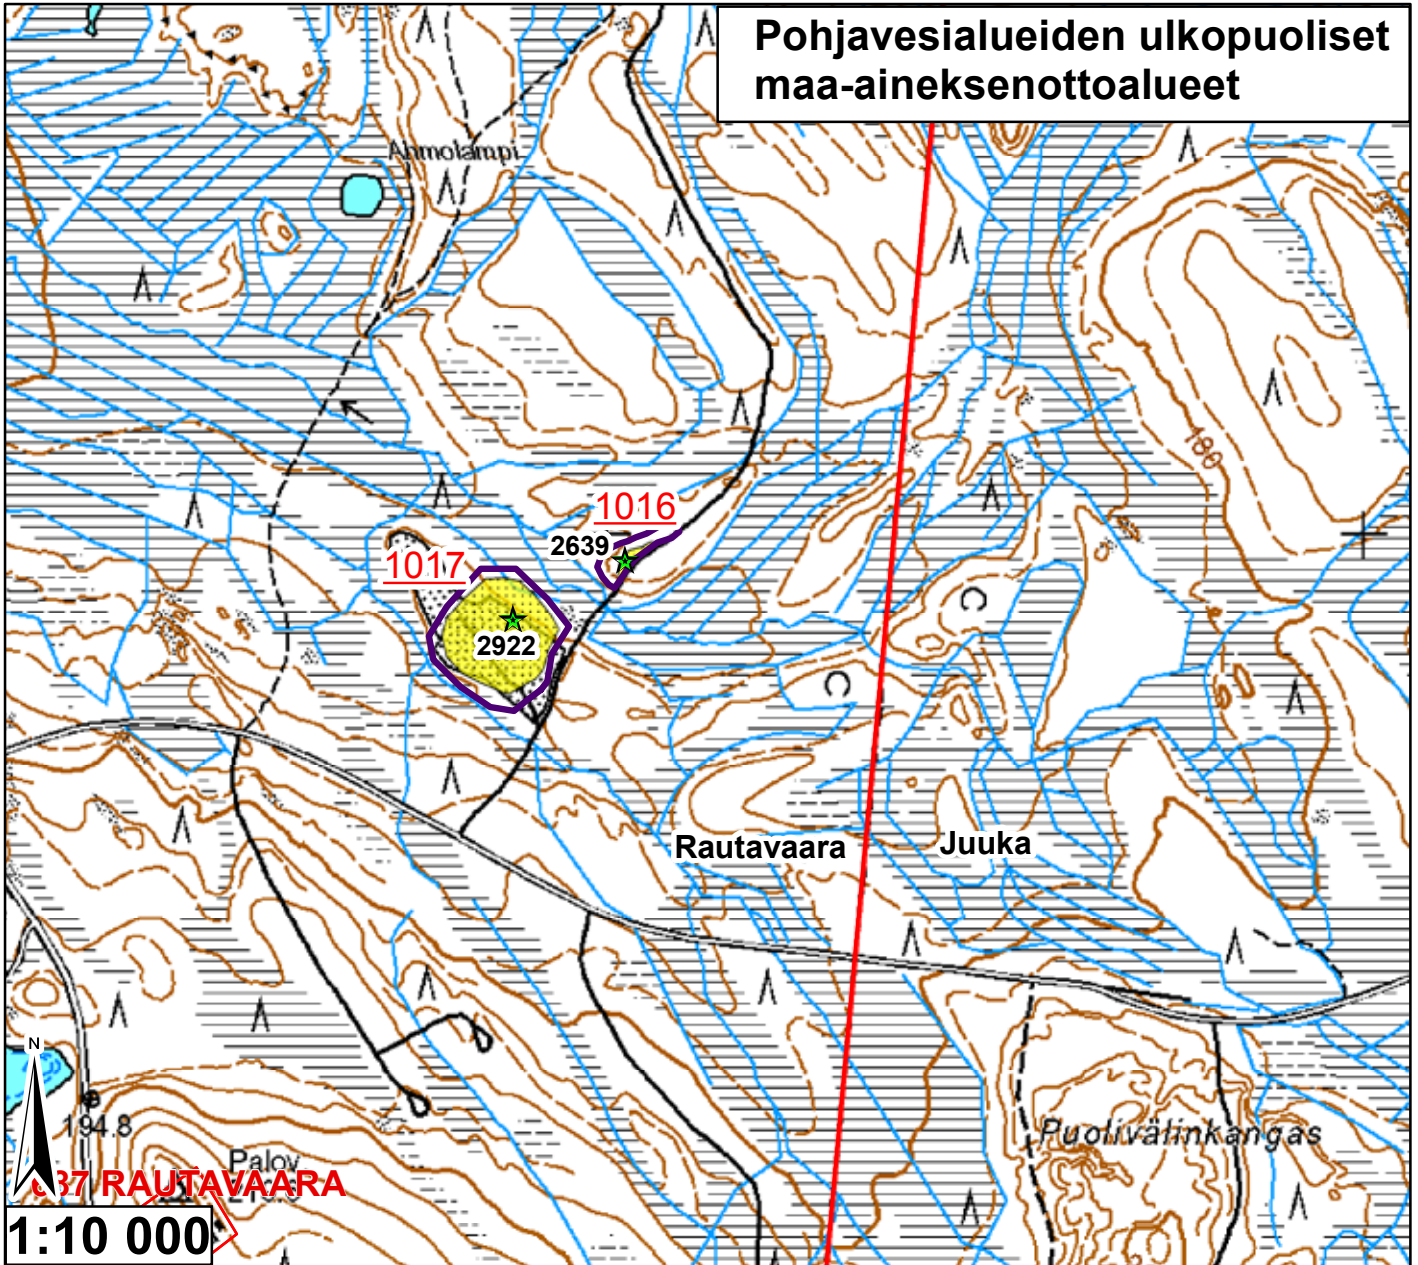 Pohjavesialueiden ulkopuoliset
maa-aineksenottoalueet
Ahmolampi
180
1016
2639
1017
2922
C
C
Rautavaara
Juuka
N
194.8
Puolivälinkangas
Palov
RAUTAVAARA
1:10 000